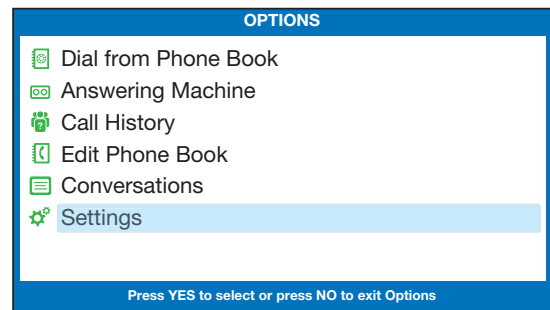 OPTIONS
Dial from Phone Book
Answering Machine
Call History
Edit Phone Book
Conversations
Settings
Press YES to select or press NO to exit Options